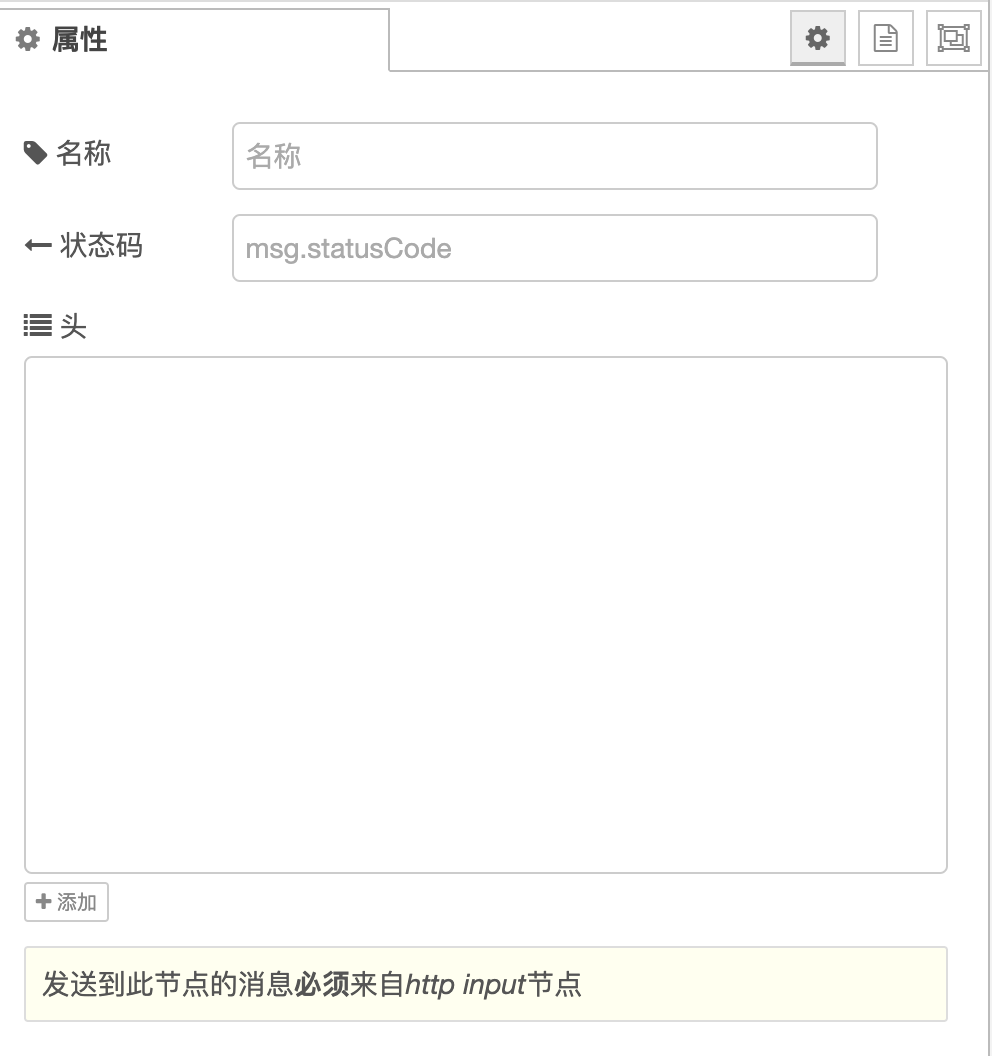 属性
名称
名称
状态码
msg.statusCode
头
添加
发送到此节点的消息必须来自http input节点